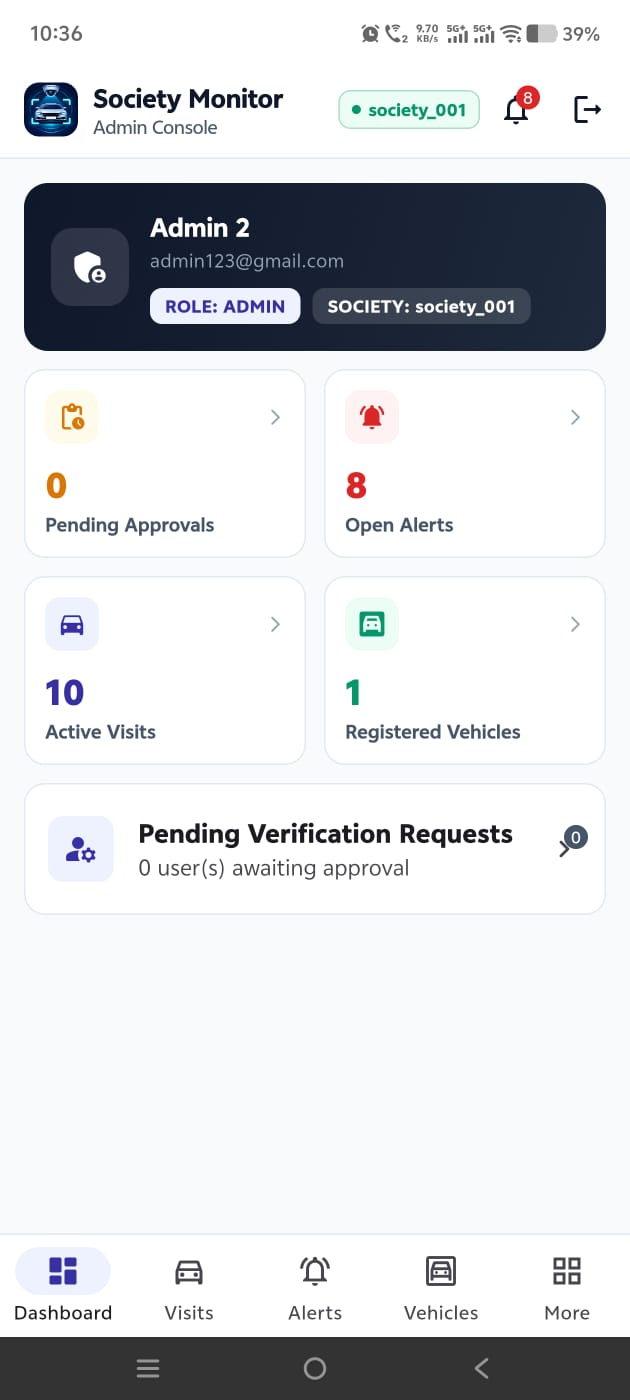 10:36
2 9.70 KB/s 5G+ 5G+ 39%
Society Monitor
Admin Console
society_001
8
Admin 2
admin123@gmail.com
ROLE: ADMIN SOCIETY: society_001
0
Pending Approvals
8
Open Alerts
10
Active Visits
1
Registered Vehicles
Pending Verification Requests
0
0 user(s) awaiting approval
Dashboard Visits Alerts Vehicles More